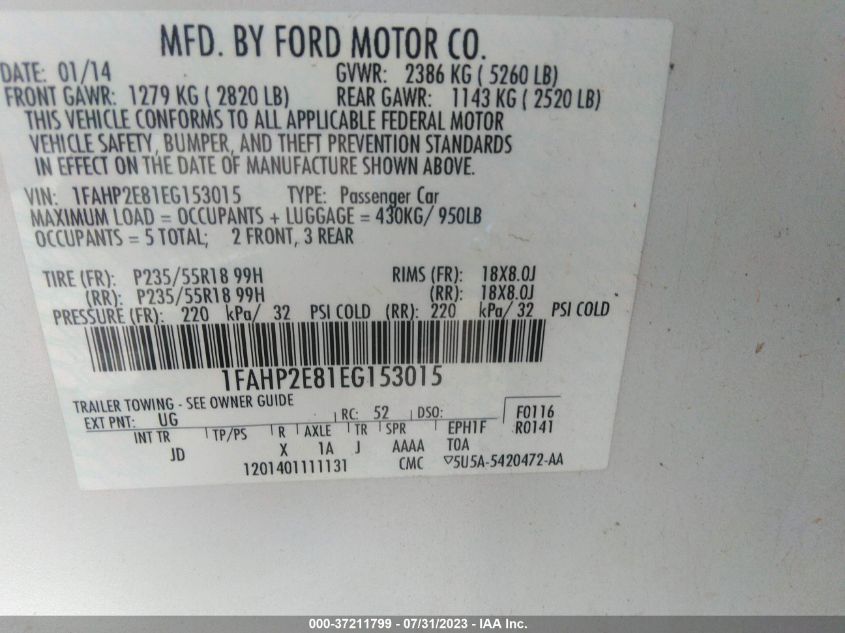 MFD. BY FORD MOTOR CO.
DATE: 01/14 GVWR: 2386 KG ( 5260 LB)
FRONT GAWR: 1279 KG ( 2820 LB) REAR GAWR: 1143 KG ( 2520 LB)
THIS VEHICLE CONFORMS TO ALL APPLICABLE FEDERAL MOTOR
VEHICLE SAFETY, BUMPER, AND THEFT PREVENTION STANDARDS
IN EFFECT ON THE DATE OF MANUFACTURE SHOWN ABOVE.
VIN: 1FAHP2E81EG153015 TYPE: Passenger Car
MAXIMUM LOAD = OCCUPANTS + LUGGAGE = 430KG/ 950LB
OCCUPANTS = 5 TOTAL; 2 FRONT, 3 REAR
TIRE (FR): P235/55R18 99H RIMS (FR): 18X8.0J
(RR): P235/55R18 99H (RR): 18X8.0J
PRESSURE (FR): 220 kPa/ 32 PSI COLD (RR): 220 kPa/ 32 PSI COLD
1FAHP2E81EG153015
TRAILER TOWING - SEE OWNER GUIDE
EXT PNT: UG RC: 52 DSO: F0116
INT TR TP/PS R AXLE TR SPR EPH1F R0141
JD X 1A J AAAA T0A
1201401111131 CMC ▽5U5A-5420472-AA
000-37211799 - 07/31/2023 - IAA Inc.